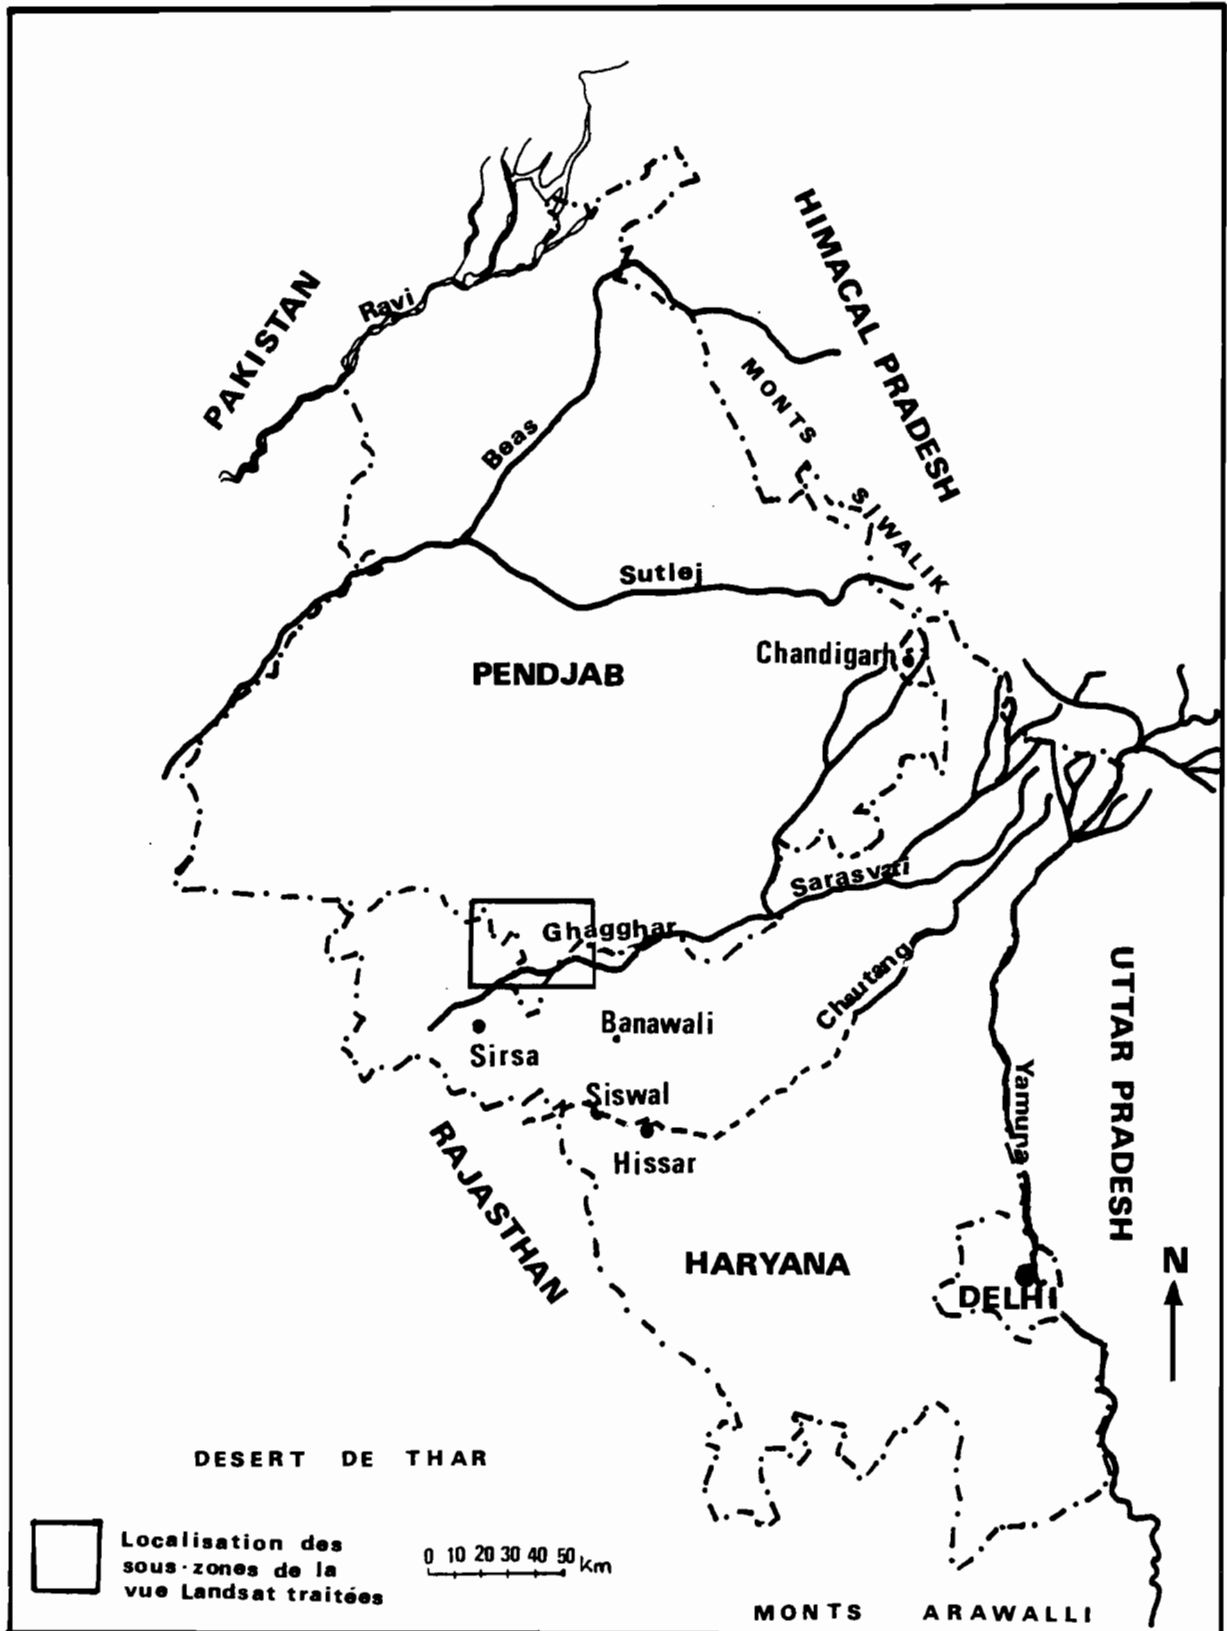 HIMACAL PRADESH
PAKISTAN
Ravi
MONTS
SIWALIK
Beas
Sutlej
Chandigarh
PENDJAB
Sarasvati
Ghagghar
Chautang
Banawali
Sirsa
UTTAR PRADESH
Yamuna
Siswal
Hissar
RAJASTHAN
HARYANA
N
DELHI
DESERT DE THAR
Localisation des
sous-zones de la
vue Landsat traitées
0 10 20 30 40 50 km
MONTS ARAWALLI